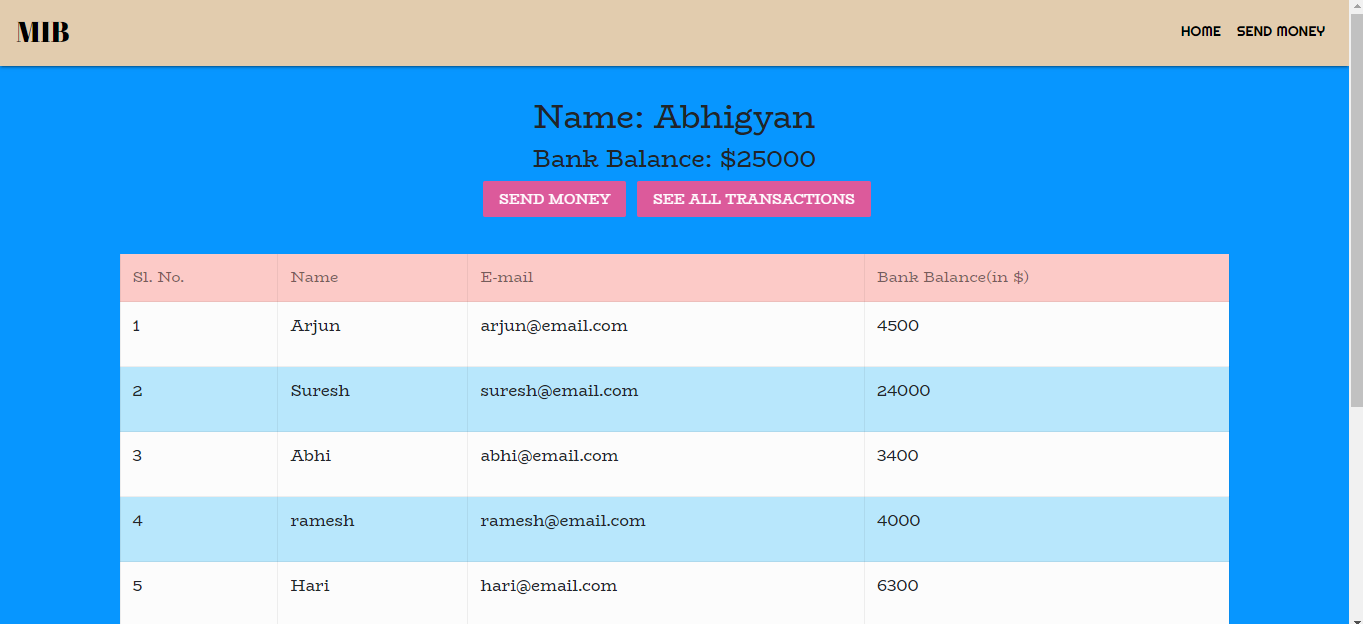 MIB HOME SEND MONEY
Name: Abhigyan
Bank Balance: $25000
SEND MONEY SEE ALL TRANSACTIONS
Sl. No. Name E-mail Bank Balance(in $)
1 Arjun arjun@email.com 4500
2 Suresh suresh@email.com 24000
3 Abhi abhi@email.com 3400
4 ramesh ramesh@email.com 4000
5 Hari hari@email.com 6300